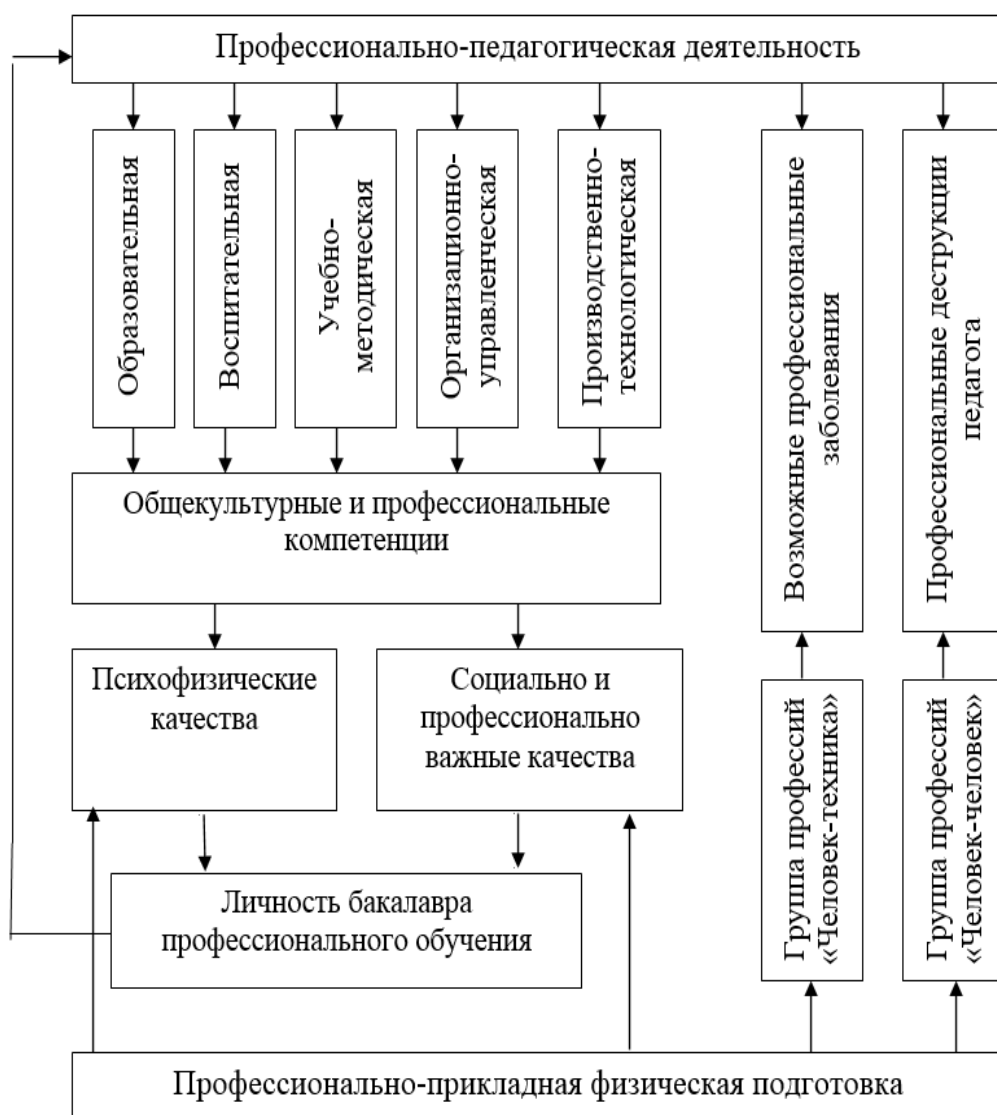 Профессионально-педагогическая деятельность
Образовательная
Воспитательная
Учебно-
методическая
Организационно-
управленческая
Производственно-
технологическая
Возможные профессиональные
заболевания
Профессиональные деструкции
педагога
Общекультурные и профессиональные
компетенции
Психофизические
качества
Социально и
профессионально
важные качества
Группа профессий
«Человек-техника»
Группа профессий
«Человек-человек»
Личность бакалавра
профессионального обучения
Профессионально-прикладная физическая подготовка